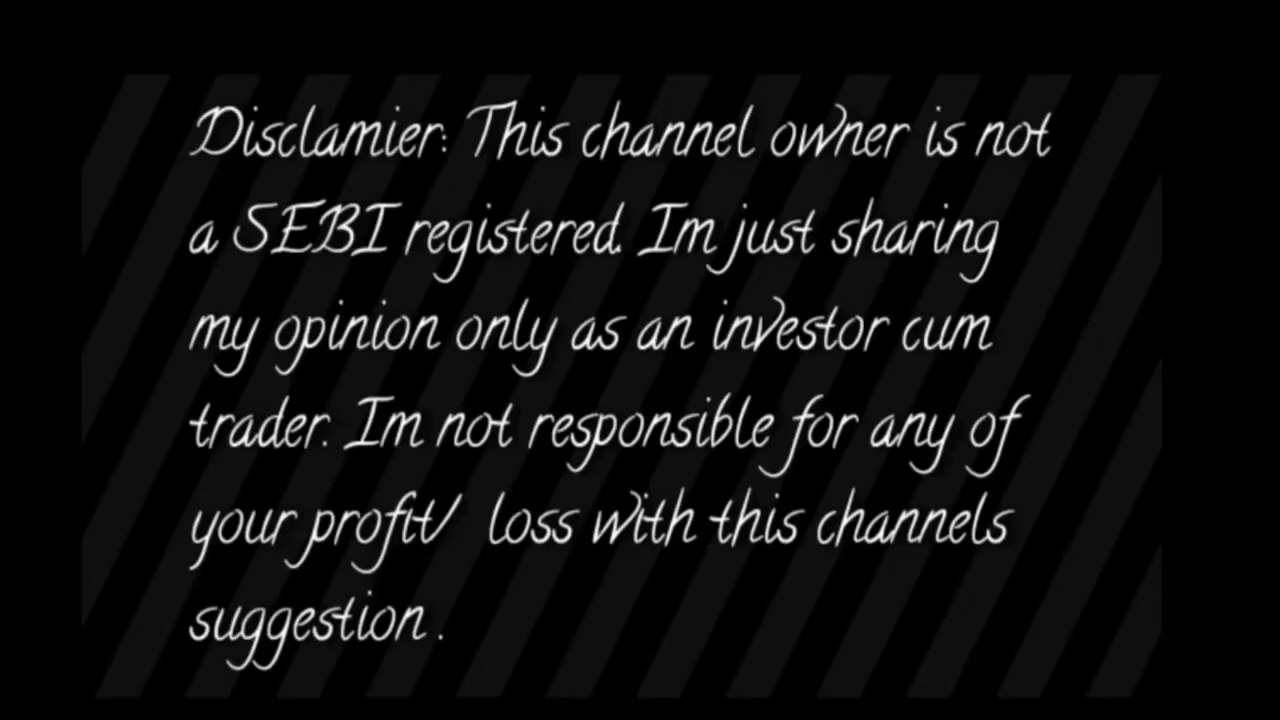 Disclamier: This channel owner is not
a SEBI registered. Im just sharing
my opinion only as an investor cum
trader. Im not responsible for any of
your profit/ loss with this channels
suggestion.